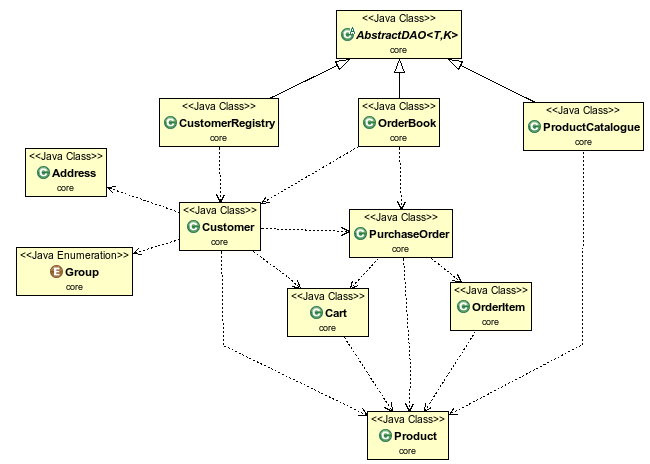 <<Java Class>>
AbstractDAO<T,K>
core
<<Java Class>>
CustomerRegistry
core
<<Java Class>>
OrderBook
core
<<Java Class>>
ProductCatalogue
core
<<Java Class>>
Address
core
<<Java Class>>
Customer
core
<<Java Class>>
PurchaseOrder
core
<<Java Enumeration>>
Group
core
<<Java Class>>
Cart
core
<<Java Class>>
OrderItem
core
<<Java Class>>
Product
core